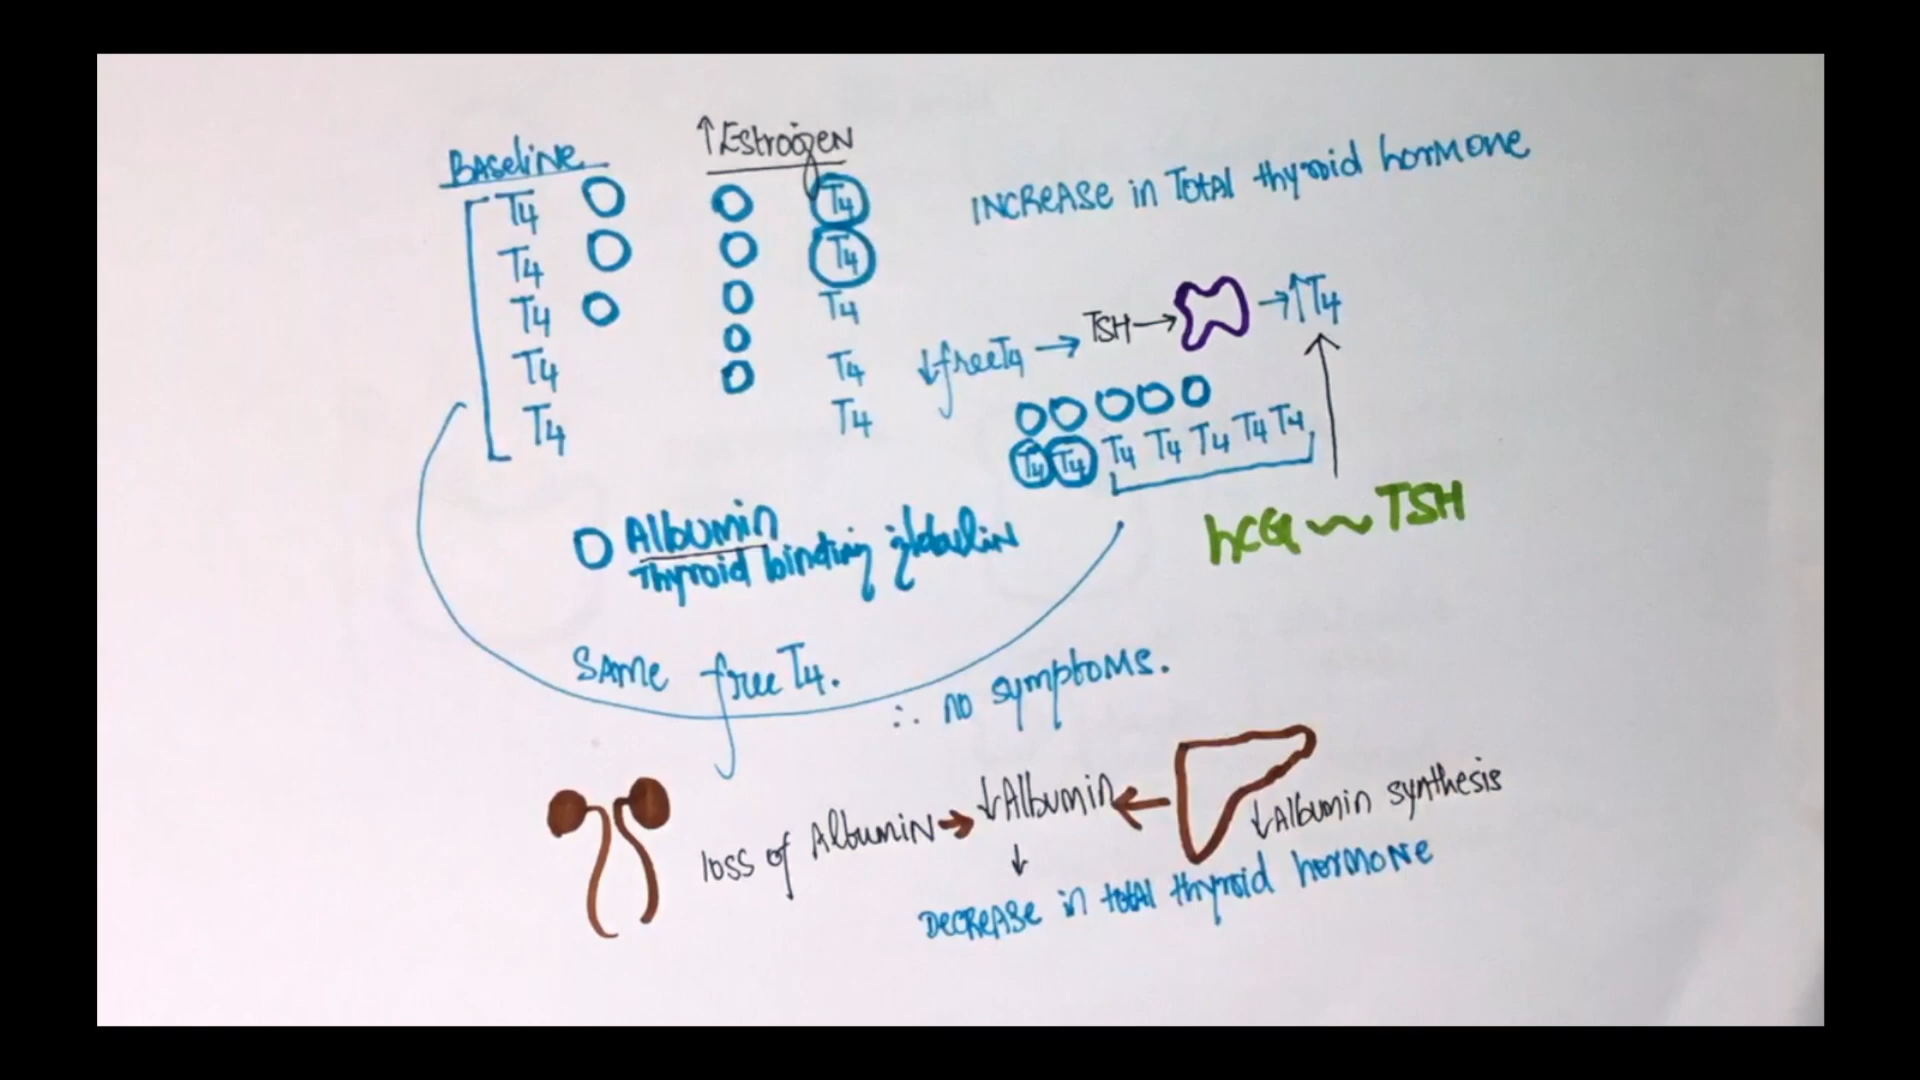 Baseline
↑ Estrogen
T4
T4
T4
T4
T4
T4
T4
T4
T4
T4
INCREASE in Total thyroid hormone
↓ free T4 → TSH → → ↑ T4
T4 T4 T4 T4 T4 T4 T4
hCG ~ TSH
Albumin
Thyroid binding globulin
SAME free T4.
∴ no symptoms.
loss of Albumin → ↓ Albumin ← ↓ Albumin synthesis
↓
DECREASE in total thyroid hormone